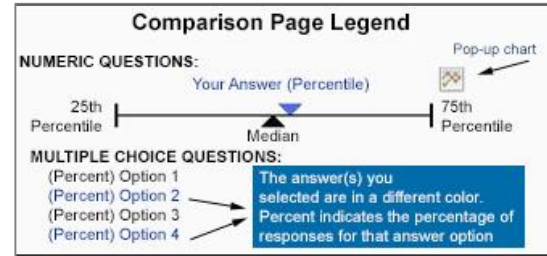 Comparison Page Legend
Pop-up chart
NUMERIC QUESTIONS:
Your Answer (Percentile)
25th
Percentile
75th
Percentile
Median
MULTIPLE CHOICE QUESTIONS:
(Percent) Option 1
(Percent) Option 2
(Percent) Option 3
(Percent) Option 4
The answer(s) you
selected are in a different color.
Percent indicates the percentage of
responses for that answer option